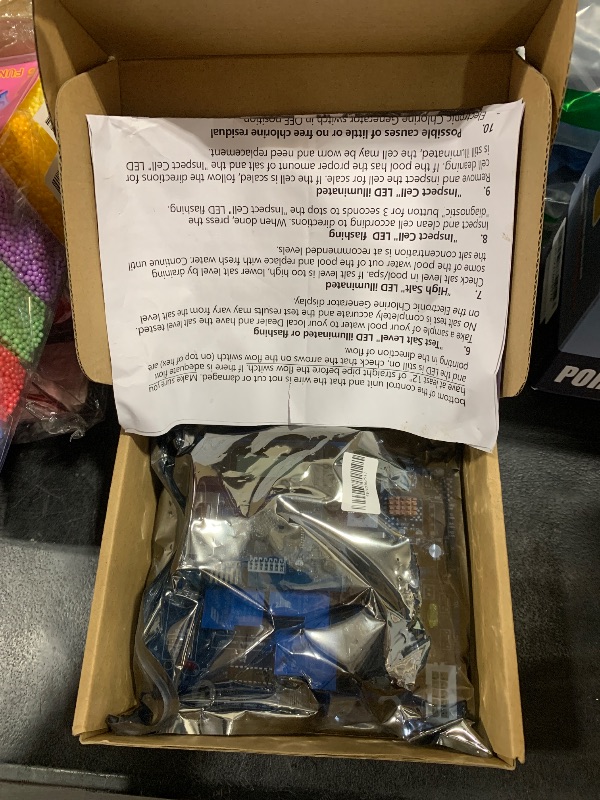 bottom of the control unit and that the wire is not cut or damaged. Make sure you
have at least 12" of straight pipe before the flow switch. If there is adequate flow
and the LED is still on, check that the arrows on the flow switch (on top of hex) are
pointing in the direction of flow.
6. "Test Salt Level" LED illuminated or flashing
Take a sample of your pool water to your local Dealer and have the salt level tested.
No salt test is completely accurate and the test results may vary from the salt level
on the Electronic Chlorine Generator display.
7. "High Salt" LED illuminated
Check salt level in pool/spa. If salt level is too high, lower salt level by draining
some of the pool water out of the pool and replace with fresh water. Continue until
the salt concentration is at recommended levels.
8. "Inspect Cell" LED flashing
Inspect and clean cell according to directions. When done, press the
"diagnostic" button for 3 seconds to stop the "Inspect Cell" LED flashing.
9. "Inspect Cell" LED illuminated
Remove and inspect the cell for scale. If the cell is scaled, follow the directions for
cell cleaning. If the pool has the proper amount of salt and the "Inspect Cell" LED
is still illuminated, the cell may be worn and need replacement.
10. Possible causes of little or no free chlorine residual
Electronic Chlorine Generator switch in OFF position
FUN